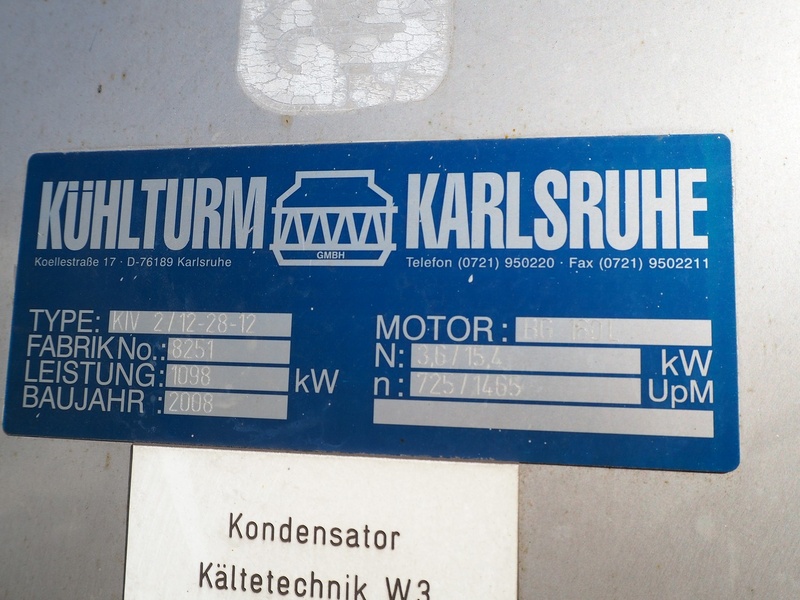 KÜHLTURM KARLSRUHE
GMBH
Koellestraße 17 · D-76189 Karlsruhe
Telefon (0721) 950220 · Fax (0721) 9502211
TYPE: KIV 2/12-28-12
FABRIK No.: 8251
LEISTUNG: 1098 kW
BAUJAHR : 2008
MOTOR: BG
N: 3,6/15,4 kW
n: 725/1465 UpM
Kondensator
Kältetechnik W3